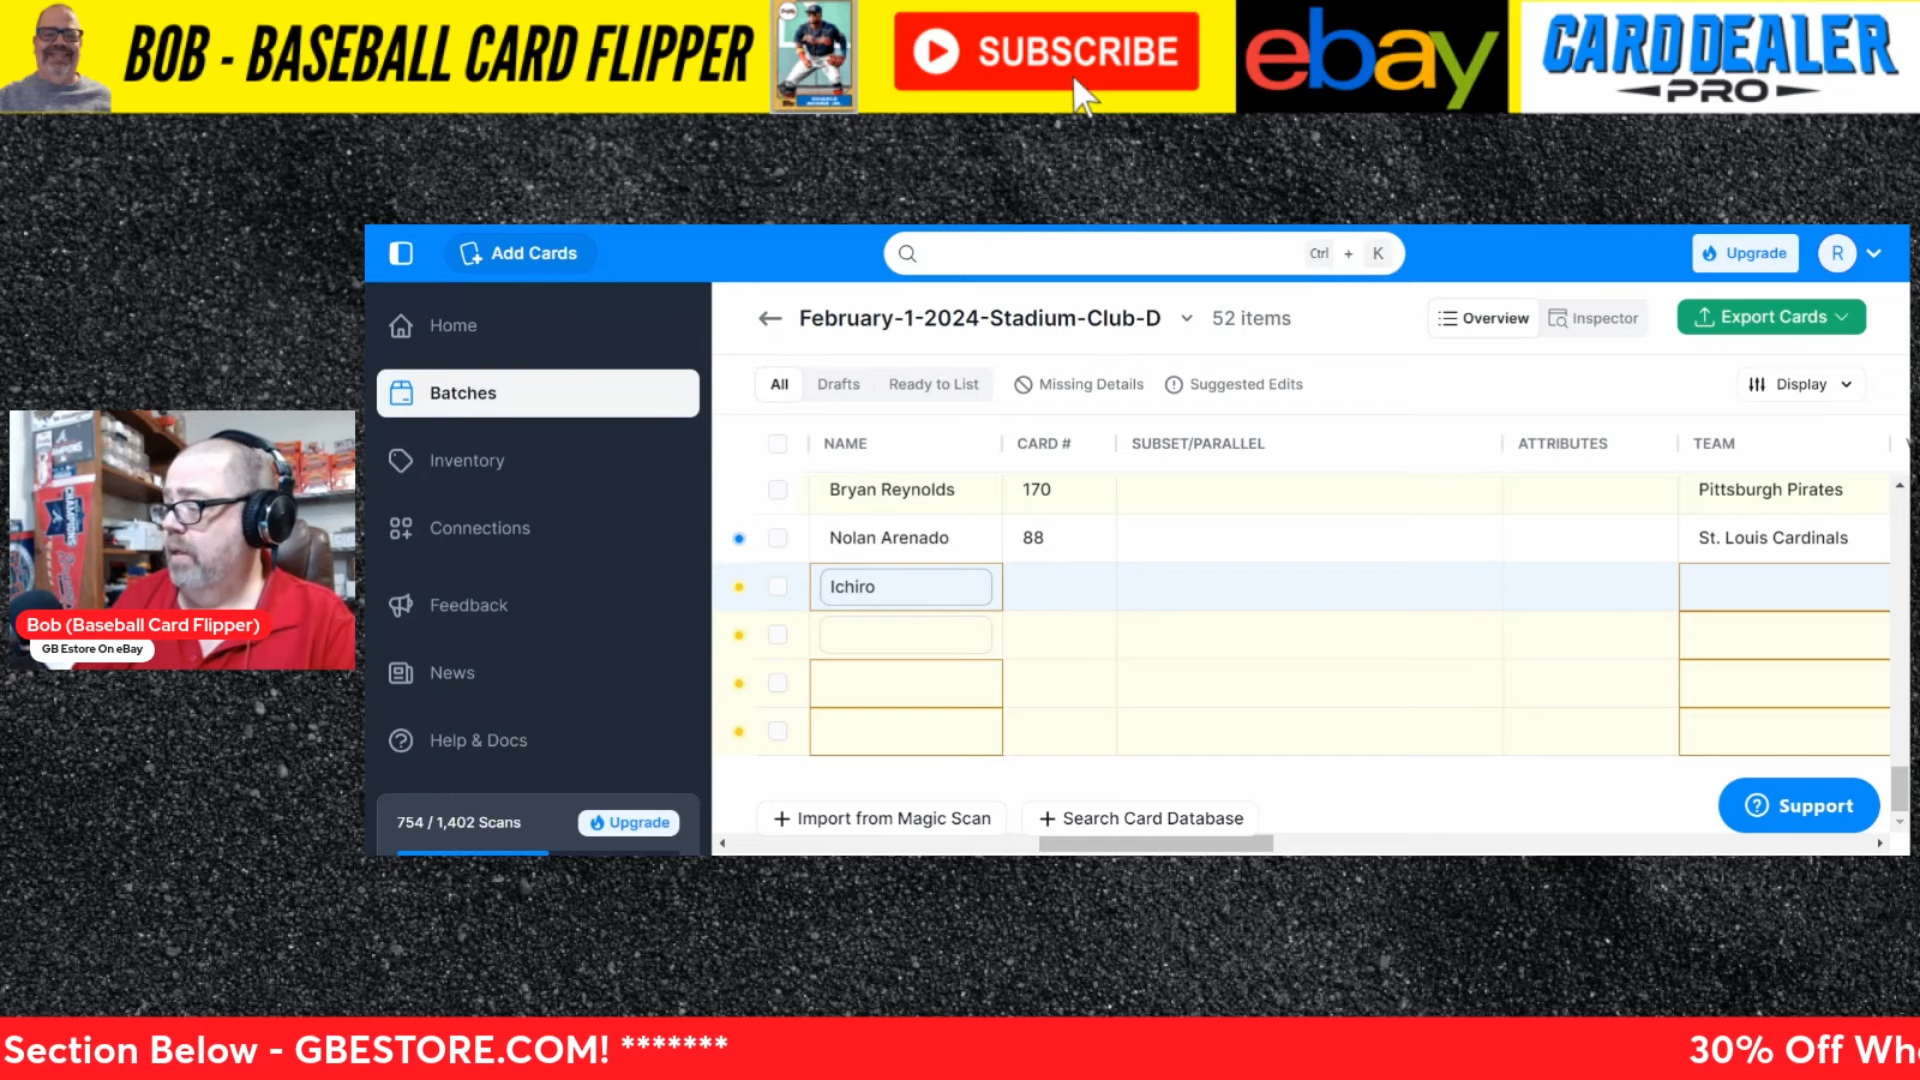 BOB - BASEBALL CARD FLIPPER
SUBSCRIBE
ebay
CARD DEALER
PRO
Add Cards
Ctrl + K
Upgrade
R
Home
Batches
Inventory
Connections
Feedback
News
Help & Docs
754 / 1,402 Scans
Upgrade
February-1-2024-Stadium-Club-D
52 items
Overview
Inspector
Export Cards
All
Drafts
Ready to List
Missing Details
Suggested Edits
Display
NAME
CARD #
SUBSET/PARALLEL
ATTRIBUTES
TEAM
Bryan Reynolds
170
Pittsburgh Pirates
Nolan Arenado
88
St. Louis Cardinals
Ichiro
+ Import from Magic Scan
+ Search Card Database
Support
Bob (Baseball Card Flipper)
GB Estore On eBay
Section Below - GBESTORE.COM! *******
30% Off Who